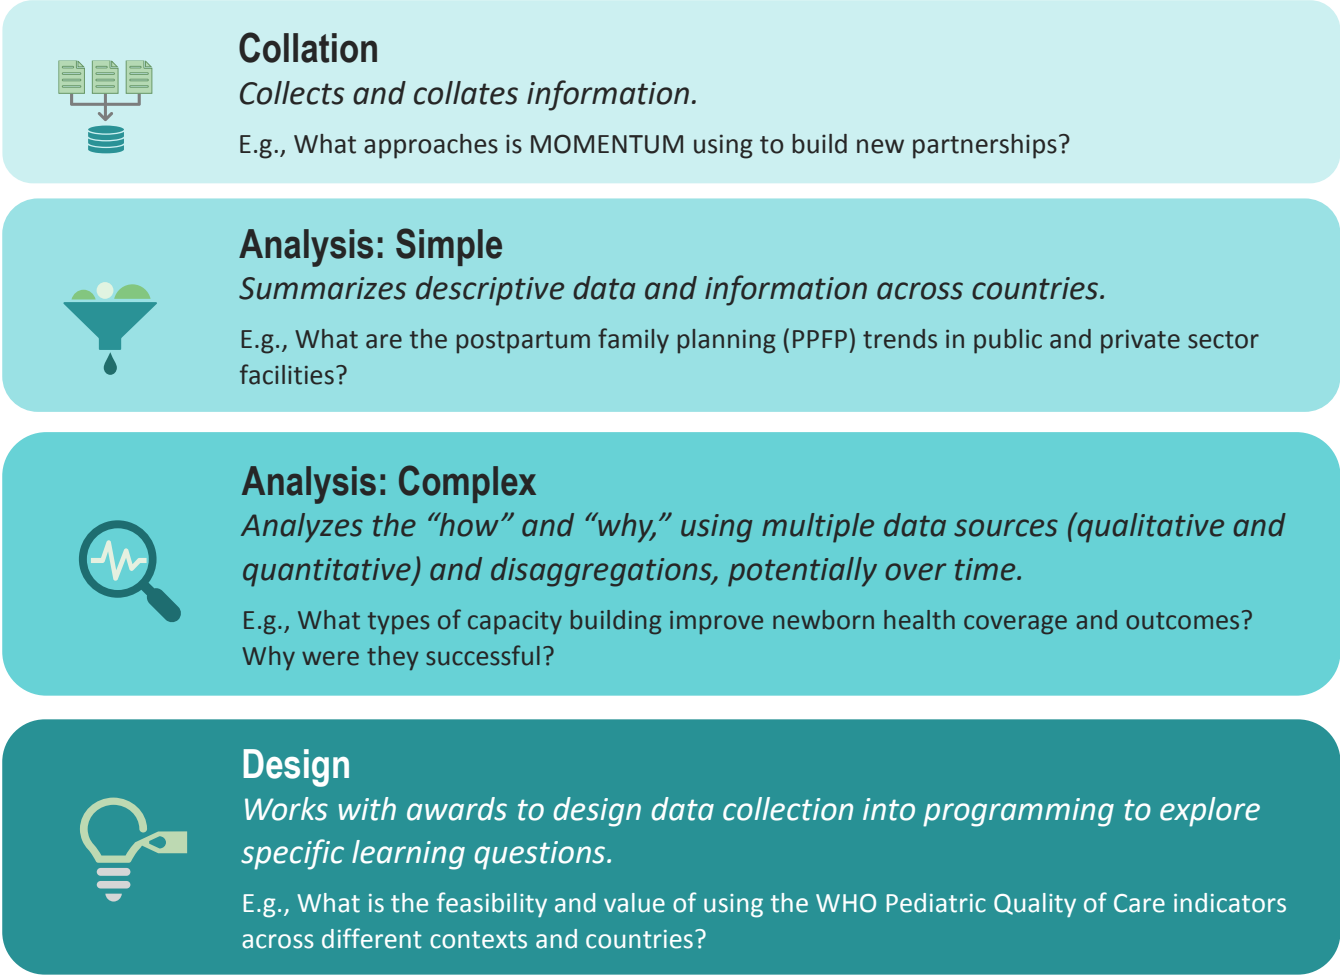 Collation
Collects and collates information.
E.g., What approaches is MOMENTUM using to build new partnerships?
Analysis: Simple
Summarizes descriptive data and information across countries.
E.g., What are the postpartum family planning (PPFP) trends in public and private sector
facilities?
Analysis: Complex
Analyzes the “how” and “why,” using multiple data sources (qualitative and
quantitative) and disaggregations, potentially over time.
E.g., What types of capacity building improve newborn health coverage and outcomes?
Why were they successful?
Design
Works with awards to design data collection into programming to explore
specific learning questions.
E.g., What is the feasibility and value of using the WHO Pediatric Quality of Care indicators
across different contexts and countries?